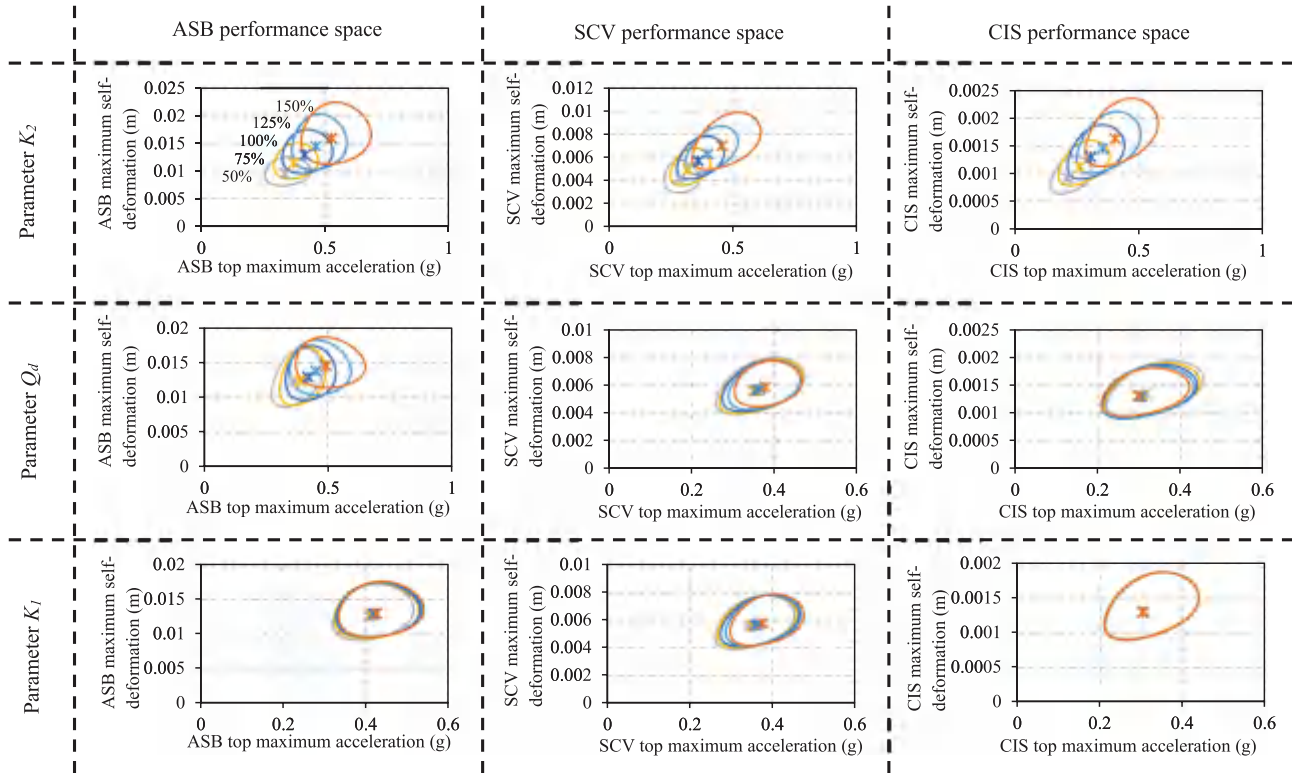 ASB performance space
SCV performance space
CIS performance space
Parameter K2
ASB maximum self-
deformation (m)
0.025
0.02
0.015
0.01
0.005
0
150%
125%
100%
75%
50%
0
0.5
1
ASB top maximum acceleration (g)
SCV maximum self-
deformation (m)
0.012
0.01
0.008
0.006
0.004
0.002
0
0
0.5
1
SCV top maximum acceleration (g)
CIS maximum self-
deformation (m)
0.0025
0.002
0.0015
0.001
0.0005
0
0
0.5
1
CIS top maximum acceleration (g)
Parameter Qd
ASB maximum self-
deformation (m)
0.02
0.015
0.01
0.005
0
0
0.5
1
ASB top maximum acceleration (g)
SCV maximum self-
deformation (m)
0.01
0.008
0.006
0.004
0.002
0
0
0.2
0.4
0.6
SCV top maximum acceleration (g)
CIS maximum self-
deformation (m)
0.0025
0.002
0.0015
0.001
0.0005
0
0
0.2
0.4
0.6
CIS top maximum acceleration (g)
Parameter K1
ASB maximum self-
deformation (m)
0.02
0.015
0.01
0.005
0
0
0.2
0.4
0.6
ASB top maximum acceleration (g)
SCV maximum self-
deformation (m)
0.01
0.008
0.006
0.004
0.002
0
0
0.2
0.4
0.6
SCV top maximum acceleration (g)
CIS maximum self-
deformation (m)
0.002
0.0015
0.001
0.0005
0
0
0.2
0.4
0.6
CIS top maximum acceleration (g)